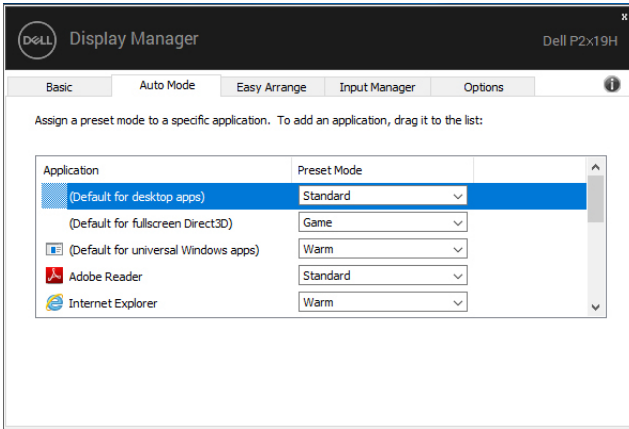 x
DELL Display Manager
Dell P2x19H
Basic Auto Mode Easy Arrange Input Manager Options i
Assign a preset mode to a specific application. To add an application, drag it to the list:
Application Preset Mode
(Default for desktop apps) Standard
(Default for fullscreen Direct3D) Game
(Default for universal Windows apps) Warm
Adobe Reader Standard
Internet Explorer Warm